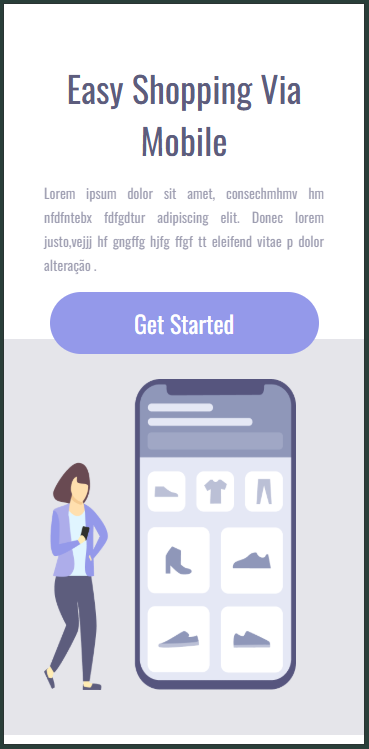 Easy Shopping Via
Mobile
Lorem ipsum dolor sit amet, consechmhmv hm
nfdfntebx fdfgdtur adipiscing elit. Donec lorem
justo,vejjj hf gngffg hjfg ffgf tt eleifend vitae p dolor
alteração .
Get Started